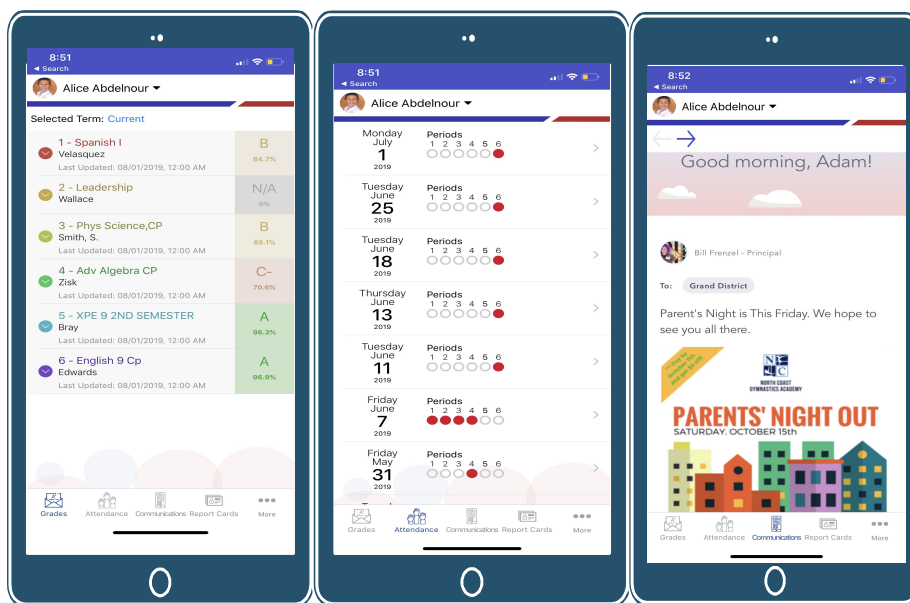 8:51
Search
Alice Abdelnour
Selected Term: Current
1 - Spanish I
Velasquez
Last Updated: 08/01/2019, 12:00 AM
B
84.7%
2 - Leadership
Wallace
N/A
0%
3 - Phys Science,CP
Smith, S.
Last Updated: 08/01/2019, 12:00 AM
B
86.1%
4 - Adv Algebra CP
Zisk
Last Updated: 08/01/2019, 12:00 AM
C-
70.6%
5 - XPE 9 2ND SEMESTER
Bray
Last Updated: 08/01/2019, 12:00 AM
A
96.3%
6 - English 9 Cp
Edwards
Last Updated: 08/01/2019, 12:00 AM
A
96.9%
Grades Attendance Communications Report Cards More
8:51
Search
Alice Abdelnour
Monday
July
1
2019
Periods
1 2 3 4 5 6
Tuesday
June
25
2019
Periods
1 2 3 4 5 6
Tuesday
June
18
2019
Periods
1 2 3 4 5 6
Thursday
June
13
2019
Periods
1 2 3 4 5 6
Tuesday
June
11
2019
Periods
1 2 3 4 5 6
Friday
June
7
2019
Periods
1 2 3 4 5 6
Friday
May
31
2019
Periods
1 2 3 4 5 6
Grades Attendance Communications Report Cards More
8:52
Search
Alice Abdelnour
Good morning, Adam!
Bill Frenzel - Principal
To: Grand District
Parent's Night is This Friday. We hope to
see you all there.
Pay by
October 7th
and get $5 off!
NORTH COAST
GYMNASTICS ACADEMY
PARENTS' NIGHT OUT
SATURDAY, OCTOBER 15th
Grades Attendance Communications Report Cards More